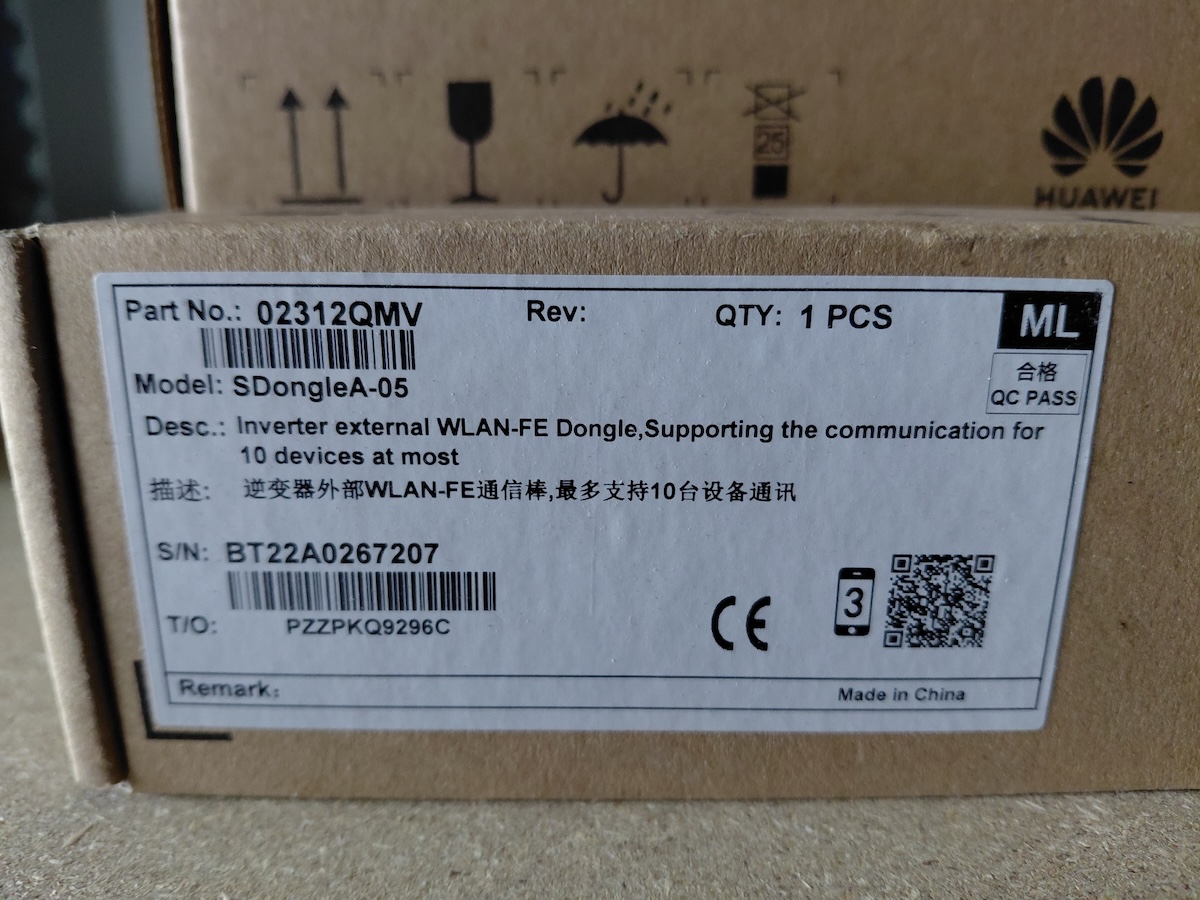 25
HUAWEI
Part No.: 02312QMV Rev: QTY: 1 PCS ML
合格
QC PASS
Model: SDongleA-05
Desc.: Inverter external WLAN-FE Dongle,Supporting the communication for
10 devices at most
描述: 逆变器外部WLAN-FE通信棒,最多支持10台设备通讯
S/N: BT22A0267207
3
T/O: PZZPKQ9296C
Remark:
Made in China